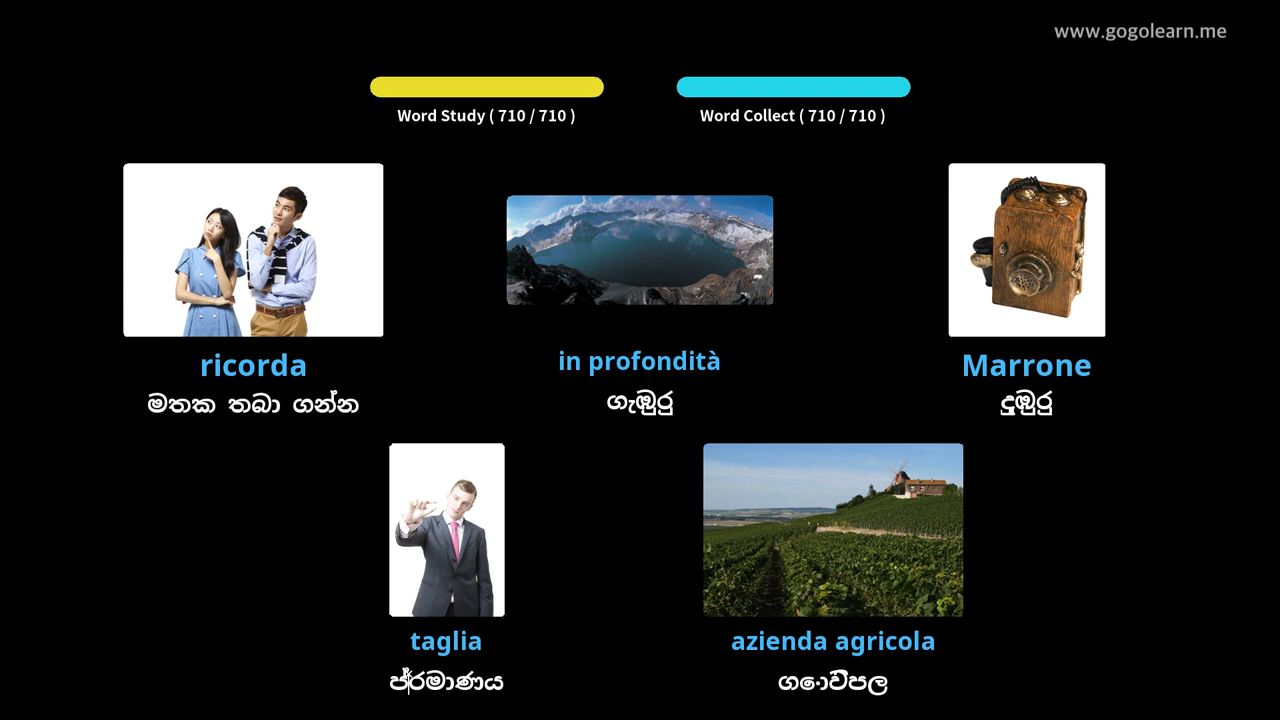 www.gogolearn.me
Word Study ( 710 / 710 )
Word Collect ( 710 / 710 )
ricorda
මතක තබා ගන්න
in profondità
ගැඹුරු
Marrone
දුඹුරු
taglia
ප්‍රමාණය
azienda agricola
ගොවිපල